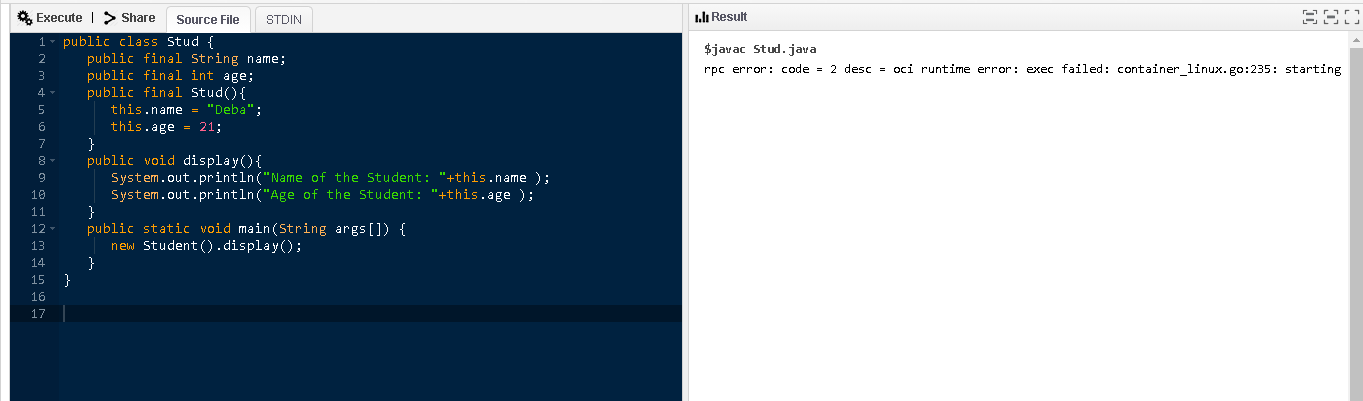 Execute | Share Source File STDIN
Result
1 public class Stud {
2 public final String name;
3 public final int age;
4 public final Stud(){
5 this.name = "Deba";
6 this.age = 21;
7 }
8 public void display(){
9 System.out.println("Name of the Student: "+this.name );
10 System.out.println("Age of the Student: "+this.age );
11 }
12 public static void main(String args[]) {
13 new Student().display();
14 }
15 }
16
17
$javac Stud.java
rpc error: code = 2 desc = oci runtime error: exec failed: container_linux.go:235: starting